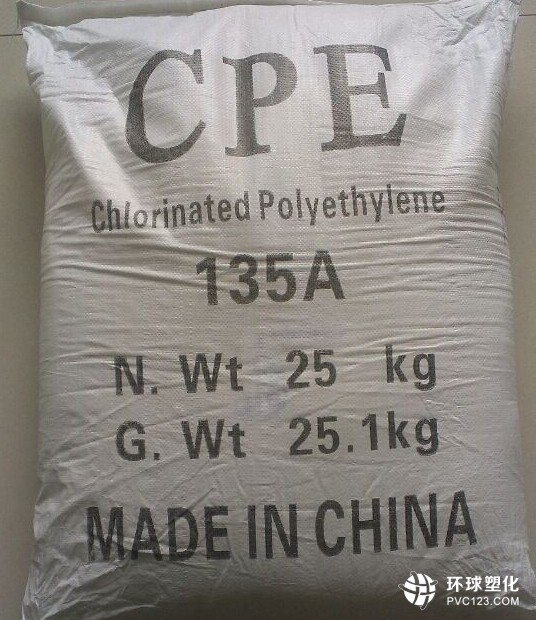 CPE
Chlorinated Polyethylene
135A
N. Wt 25 kg
G. Wt 25.1kg
MADE IN CHINA
环球塑化
PVC123.COM